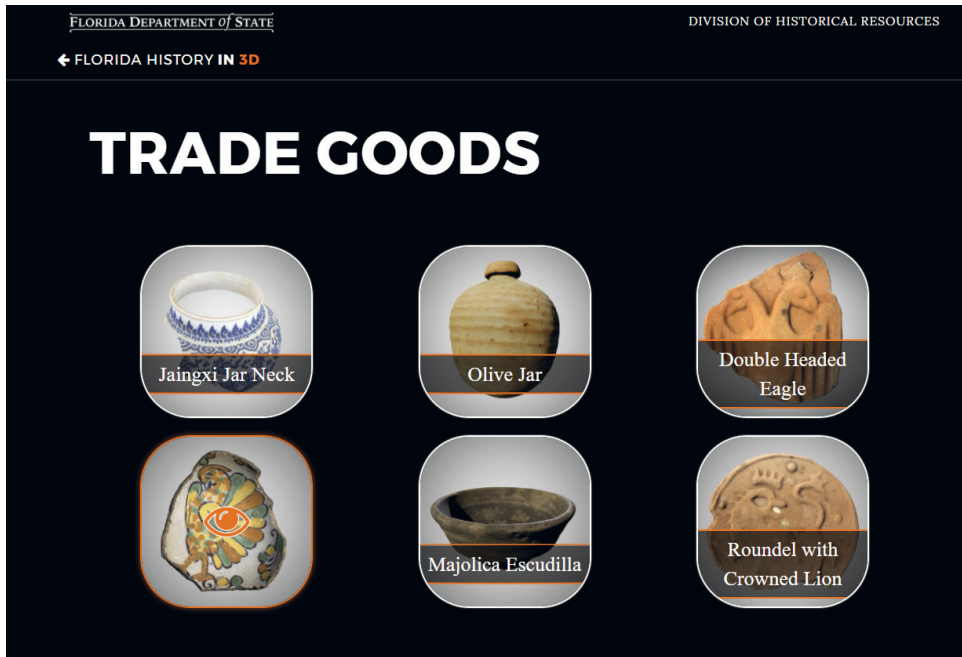 FLORIDA DEPARTMENT of STATE
DIVISION OF HISTORICAL RESOURCES
FLORIDA HISTORY IN 3D
TRADE GOODS
Jaingxi Jar Neck
Olive Jar
Double Headed
Eagle
Majolica Escudilla
Roundel with
Crowned Lion